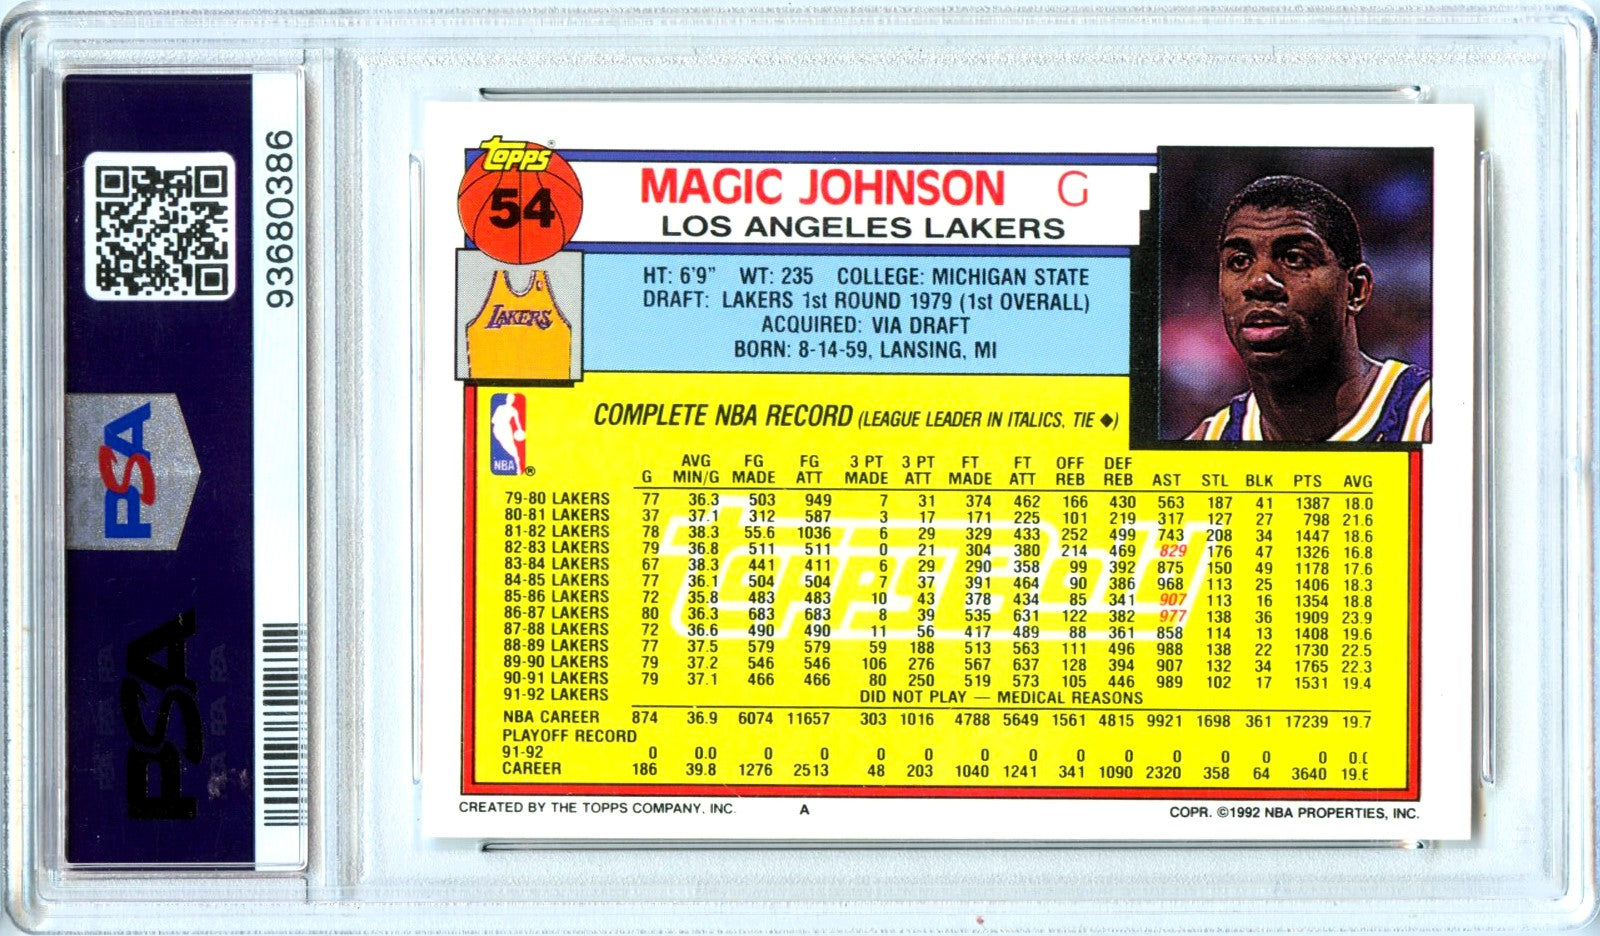 93680386
PSA
PSA
topps
54
MAGIC JOHNSON G
LOS ANGELES LAKERS
LAKERS
HT: 6'9" WT: 235 COLLEGE: MICHIGAN STATE
DRAFT: LAKERS 1st ROUND 1979 (1st OVERALL)
ACQUIRED: VIA DRAFT
BORN: 8-14-59, LANSING, MI
NBA
COMPLETE NBA RECORD (LEAGUE LEADER IN ITALICS, TIE ◆)
AVG FG FG 3 PT 3 PT FT FT OFF DEF
G MIN/G MADE ATT MADE ATT MADE ATT REB REB AST STL BLK PTS AVG
79-80 LAKERS 77 36.3 503 949 7 31 374 462 166 430 563 187 41 1387 18.0
80-81 LAKERS 37 37.1 312 587 3 17 171 225 101 219 317 127 27 798 21.6
81-82 LAKERS 78 38.3 55.6 1036 6 29 329 433 252 499 743 208 34 1447 18.6
82-83 LAKERS 79 36.8 511 511 0 21 304 380 214 469 829 176 47 1326 16.8
83-84 LAKERS 67 38.3 441 411 6 29 290 358 99 392 875 150 49 1178 17.6
84-85 LAKERS 77 36.1 504 504 7 37 391 464 90 386 968 113 25 1406 18.3
85-86 LAKERS 72 35.8 483 483 10 43 378 434 85 341 907 113 16 1354 18.8
86-87 LAKERS 80 36.3 683 683 8 39 535 631 122 382 977 138 36 1909 23.9
87-88 LAKERS 72 36.6 490 490 11 56 417 489 88 361 858 114 13 1408 19.6
88-89 LAKERS 77 37.5 579 579 59 188 513 563 111 496 988 138 22 1730 22.5
89-90 LAKERS 79 37.2 546 546 106 276 567 637 128 394 907 132 34 1765 22.3
90-91 LAKERS 79 37.1 466 466 80 250 519 573 105 446 989 102 17 1531 19.4
91-92 LAKERS DID NOT PLAY — MEDICAL REASONS
NBA CAREER 874 36.9 6074 11657 303 1016 4788 5649 1561 4815 9921 1698 361 17239 19.7
PLAYOFF RECORD
91-92 0 0.0 0 0 0 0 0 0 0 0 0 0 0 0 0.0
CAREER 186 39.8 1276 2513 48 203 1040 1241 341 1090 2320 358 64 3640 19.6
CREATED BY THE TOPPS COMPANY, INC. A COPR. ©1992 NBA PROPERTIES, INC.